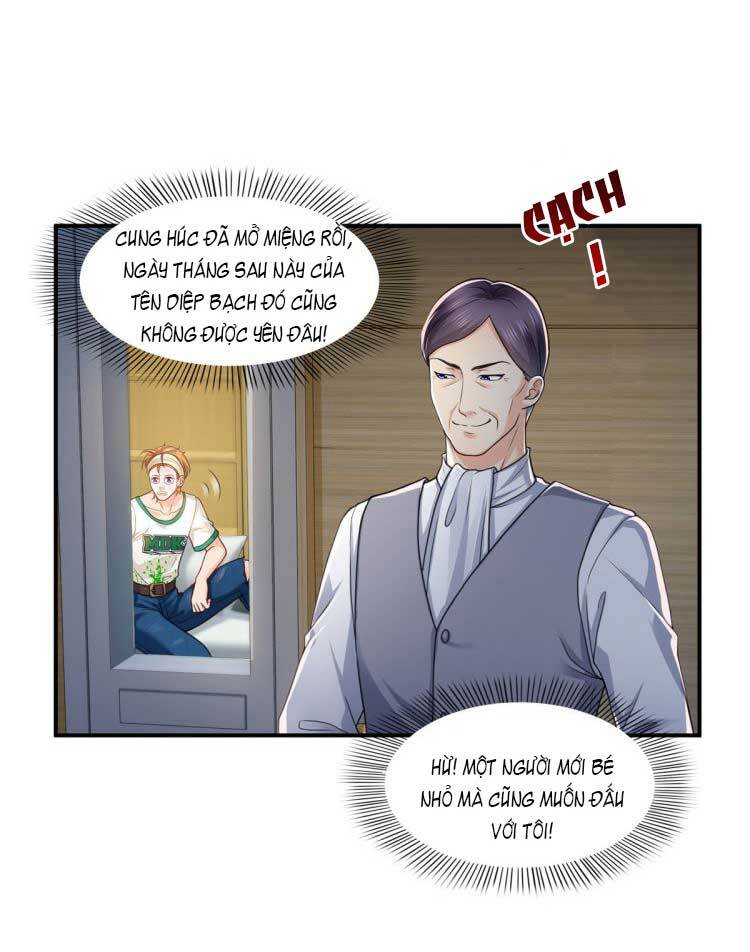 CẠCH
!
CUNG HÚC ĐÃ MỞ MIỆNG RỒI,
NGÀY THÁNG SAU NÀY CỦA
TÊN DIỆP BẠCH ĐÓ CŨNG
KHÔNG ĐƯỢC YÊN ĐÂU!
MDK
HỪ! MỘT NGƯỜI MỚI BÉ
NHỎ MÀ CŨNG MUỐN ĐẤU
VỚI TÔI!